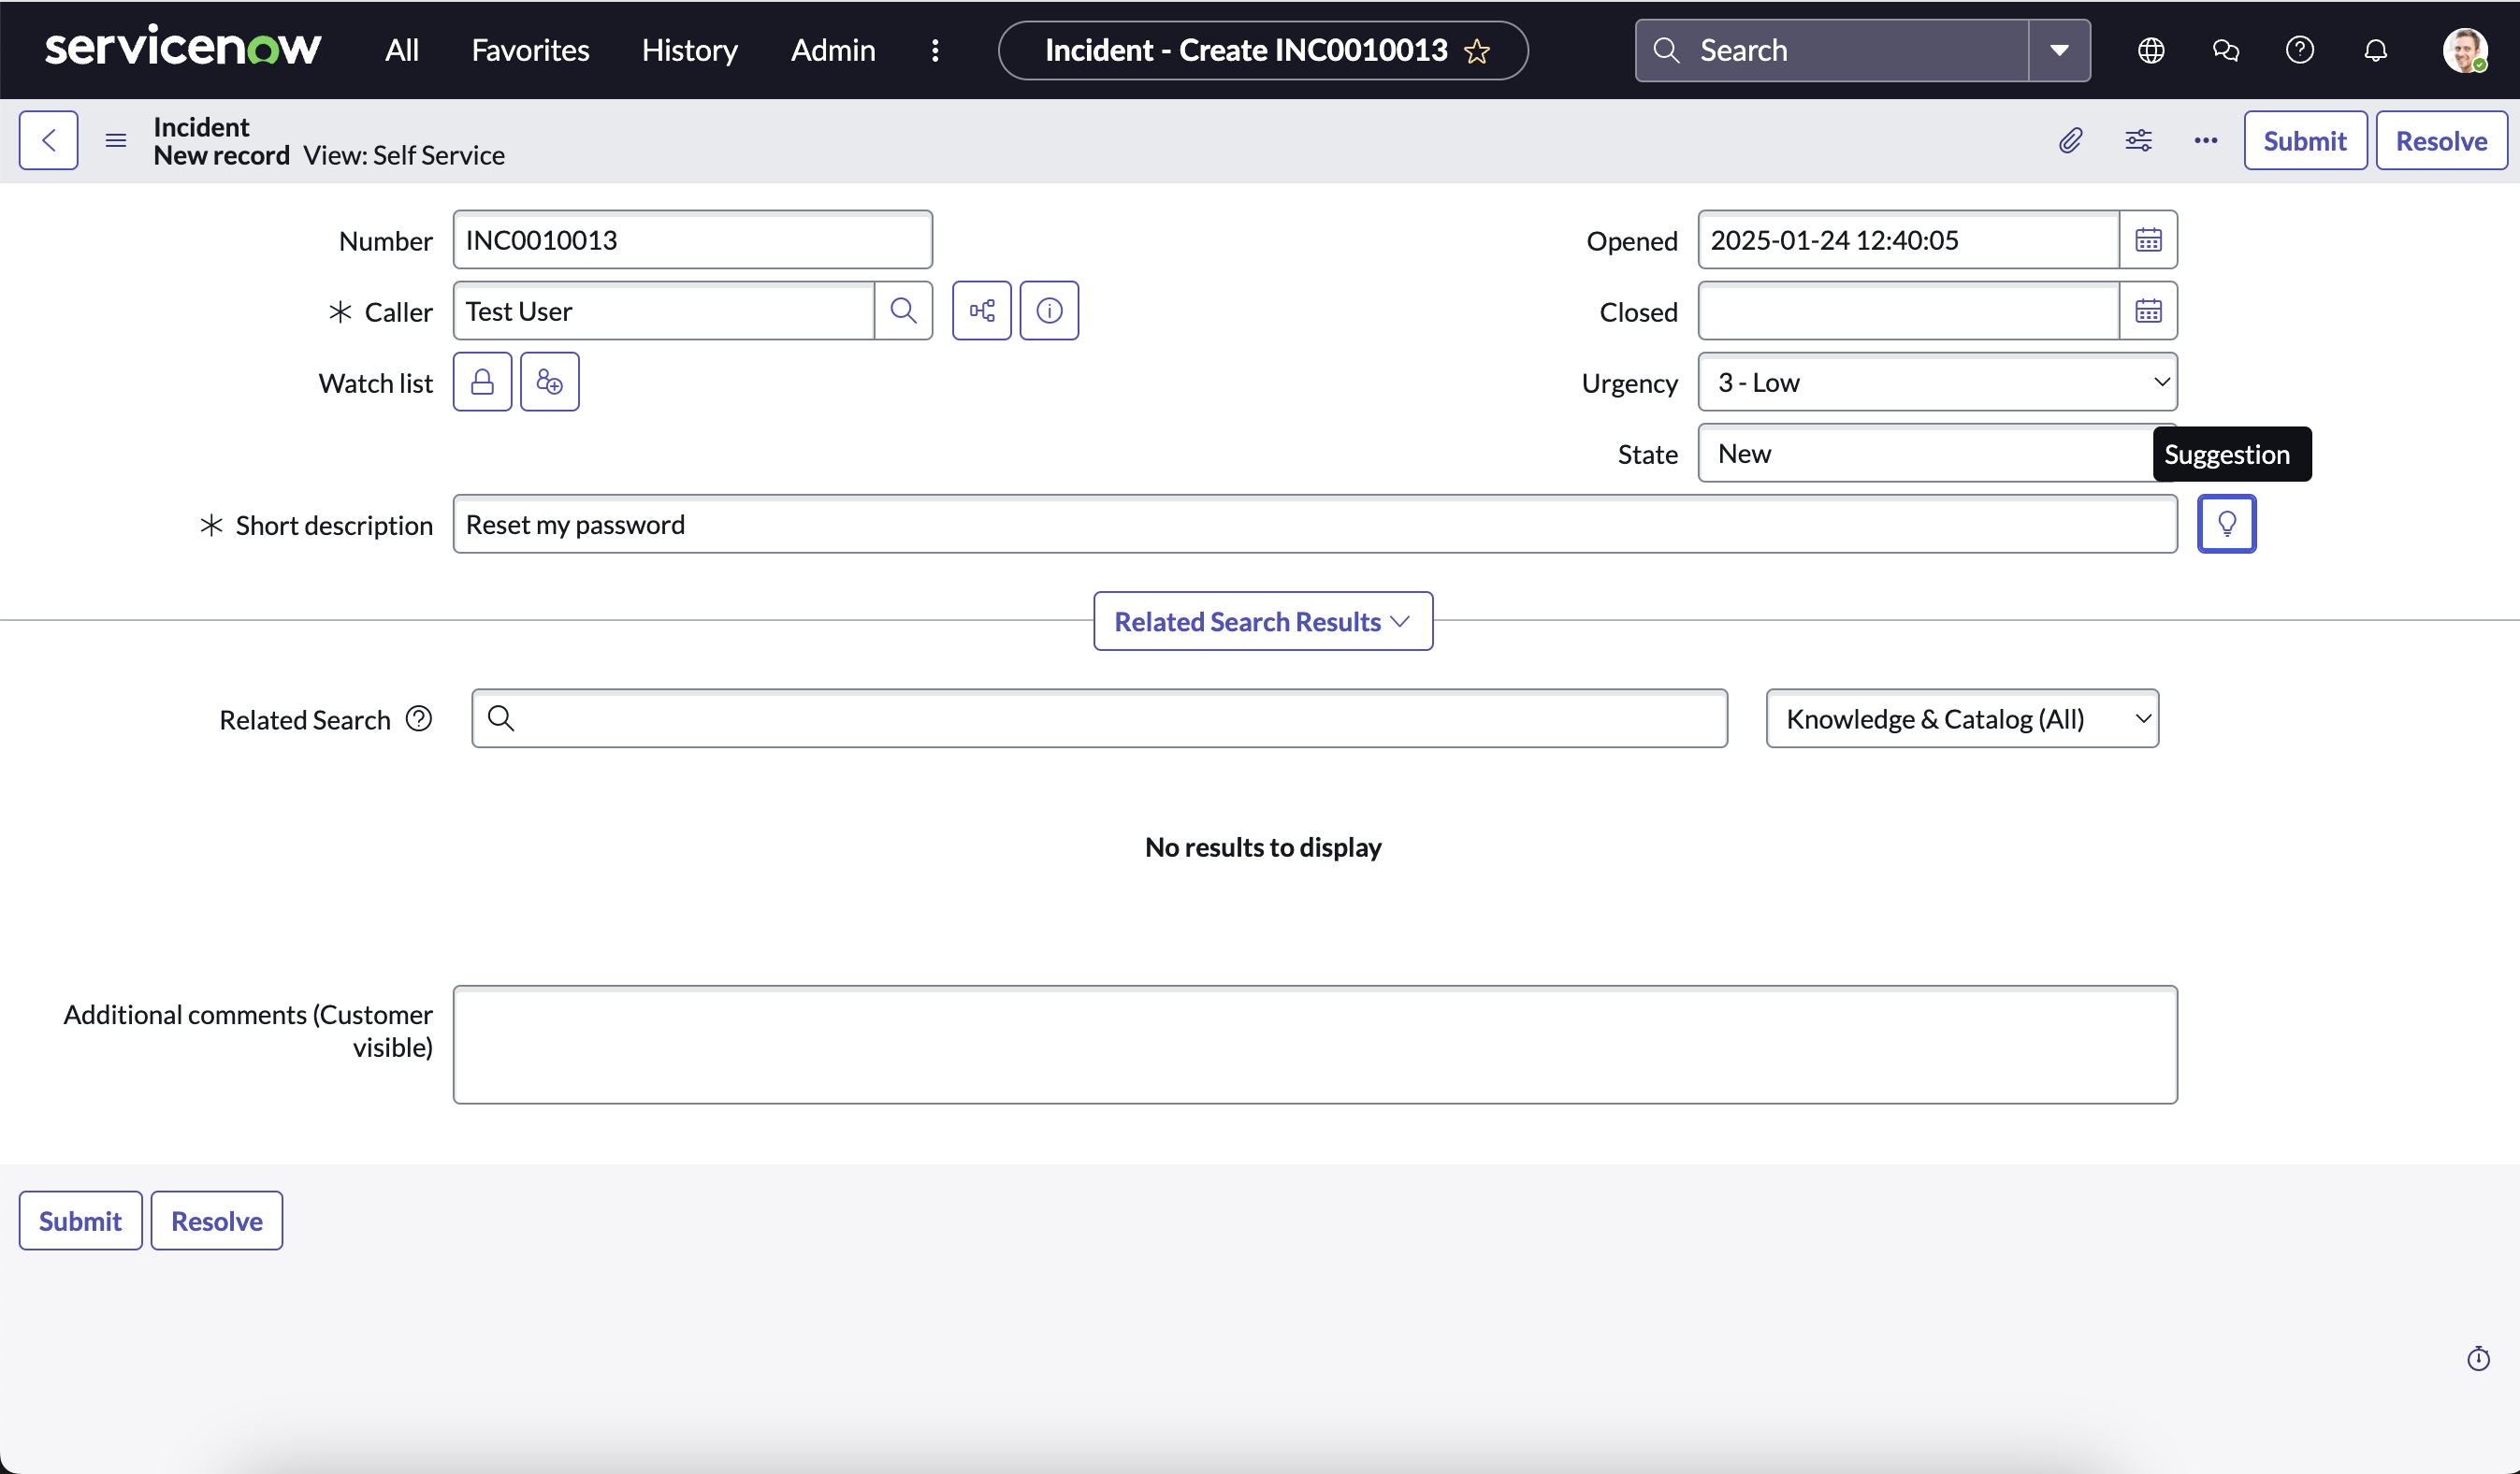 servicenow All Favorites History Admin Incident - Create INC0010013 Search
Incident
New record View: Self Service
Submit Resolve
Number INC0010013
Opened 2025-01-24 12:40:05
Caller Test User
Closed
Watch list
Urgency 3 - Low
State New
Suggestion
Short description Reset my password
Related Search Results
Related Search
Knowledge & Catalog (All)
No results to display
Additional comments (Customer
visible)
Submit Resolve